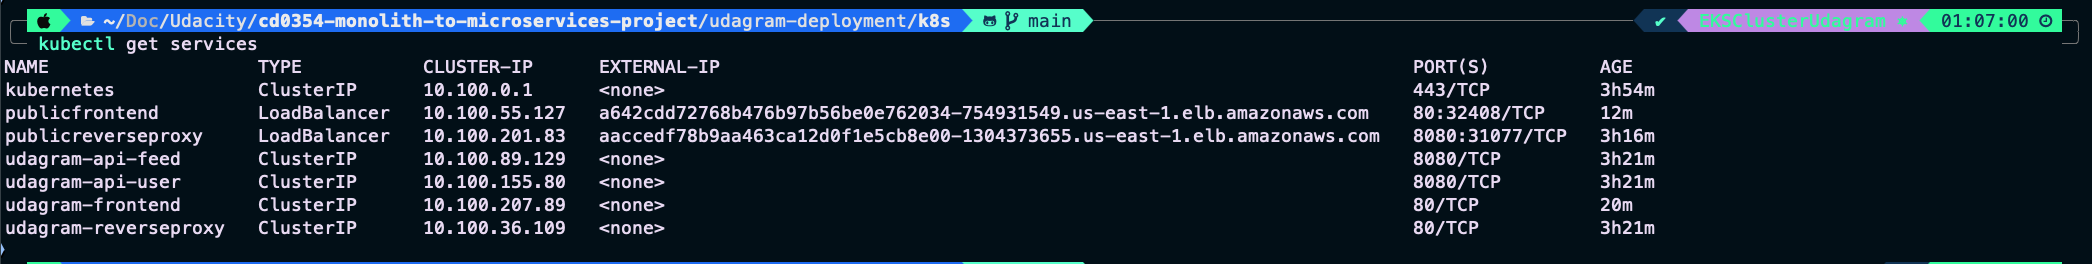 ~/Doc/Udacity/cd0354-monolith-to-microservices-project/udagram-deployment/k8s main ✔ EKSClusterUdagram ⎈ 01:07:00
kubectl get services
NAME TYPE CLUSTER-IP EXTERNAL-IP PORT(S) AGE
kubernetes ClusterIP 10.100.0.1 <none> 443/TCP 3h54m
publicfrontend LoadBalancer 10.100.55.127 a642cdd72768b476b97b56be0e762034-754931549.us-east-1.elb.amazonaws.com 80:32408/TCP 12m
publicreverseproxy LoadBalancer 10.100.201.83 aaccedf78b9aa463ca12d0f1e5cb8e00-1304373655.us-east-1.elb.amazonaws.com 8080:31077/TCP 3h16m
udagram-api-feed ClusterIP 10.100.89.129 <none> 8080/TCP 3h21m
udagram-api-user ClusterIP 10.100.155.80 <none> 8080/TCP 3h21m
udagram-frontend ClusterIP 10.100.207.89 <none> 80/TCP 20m
udagram-reverseproxy ClusterIP 10.100.36.109 <none> 80/TCP 3h21m